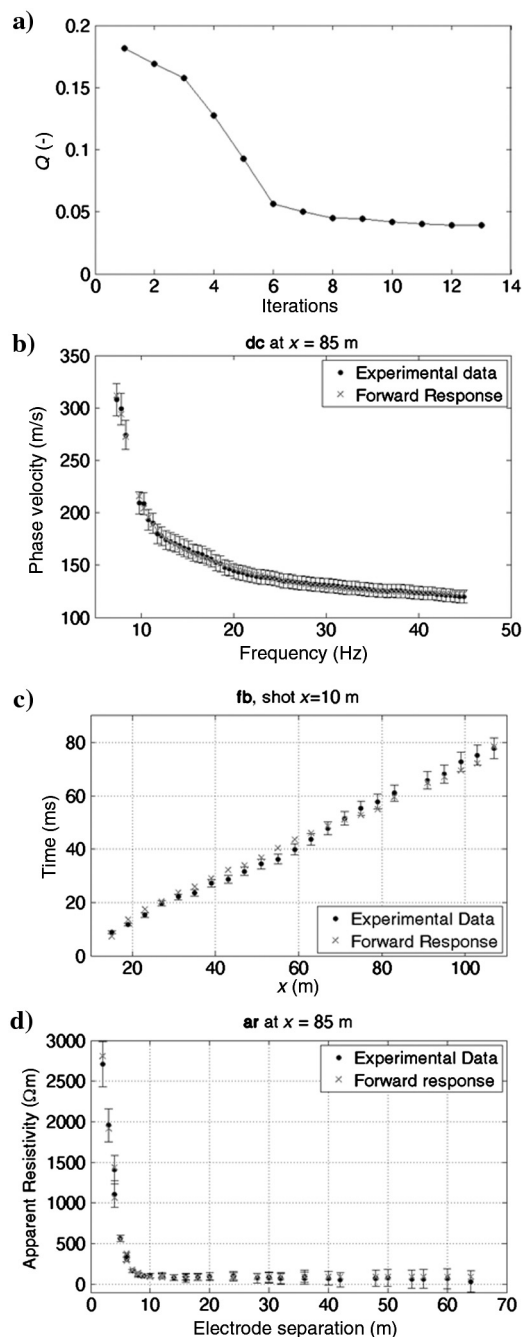 a)
0.2
0.15
0.1
0.05
0
Q (-)
0 2 4 6 8 10 12 14
Iterations
b)
dc at x = 85 m
350
300
250
200
150
100
Phase velocity (m/s)
Experimental data
Forward Response
10 20 30 40 50
Frequency (Hz)
c)
fb, shot x=10 m
80
60
40
20
0
Time (ms)
Experimental Data
Forward Response
20 40 60 80 100
x (m)
d)
ar at x = 85 m
3000
2500
2000
1500
1000
500
0
Apparent Resistivity (Ωm)
Experimental Data
Forward response
0 10 20 30 40 50 60 70
Electrode separation (m)